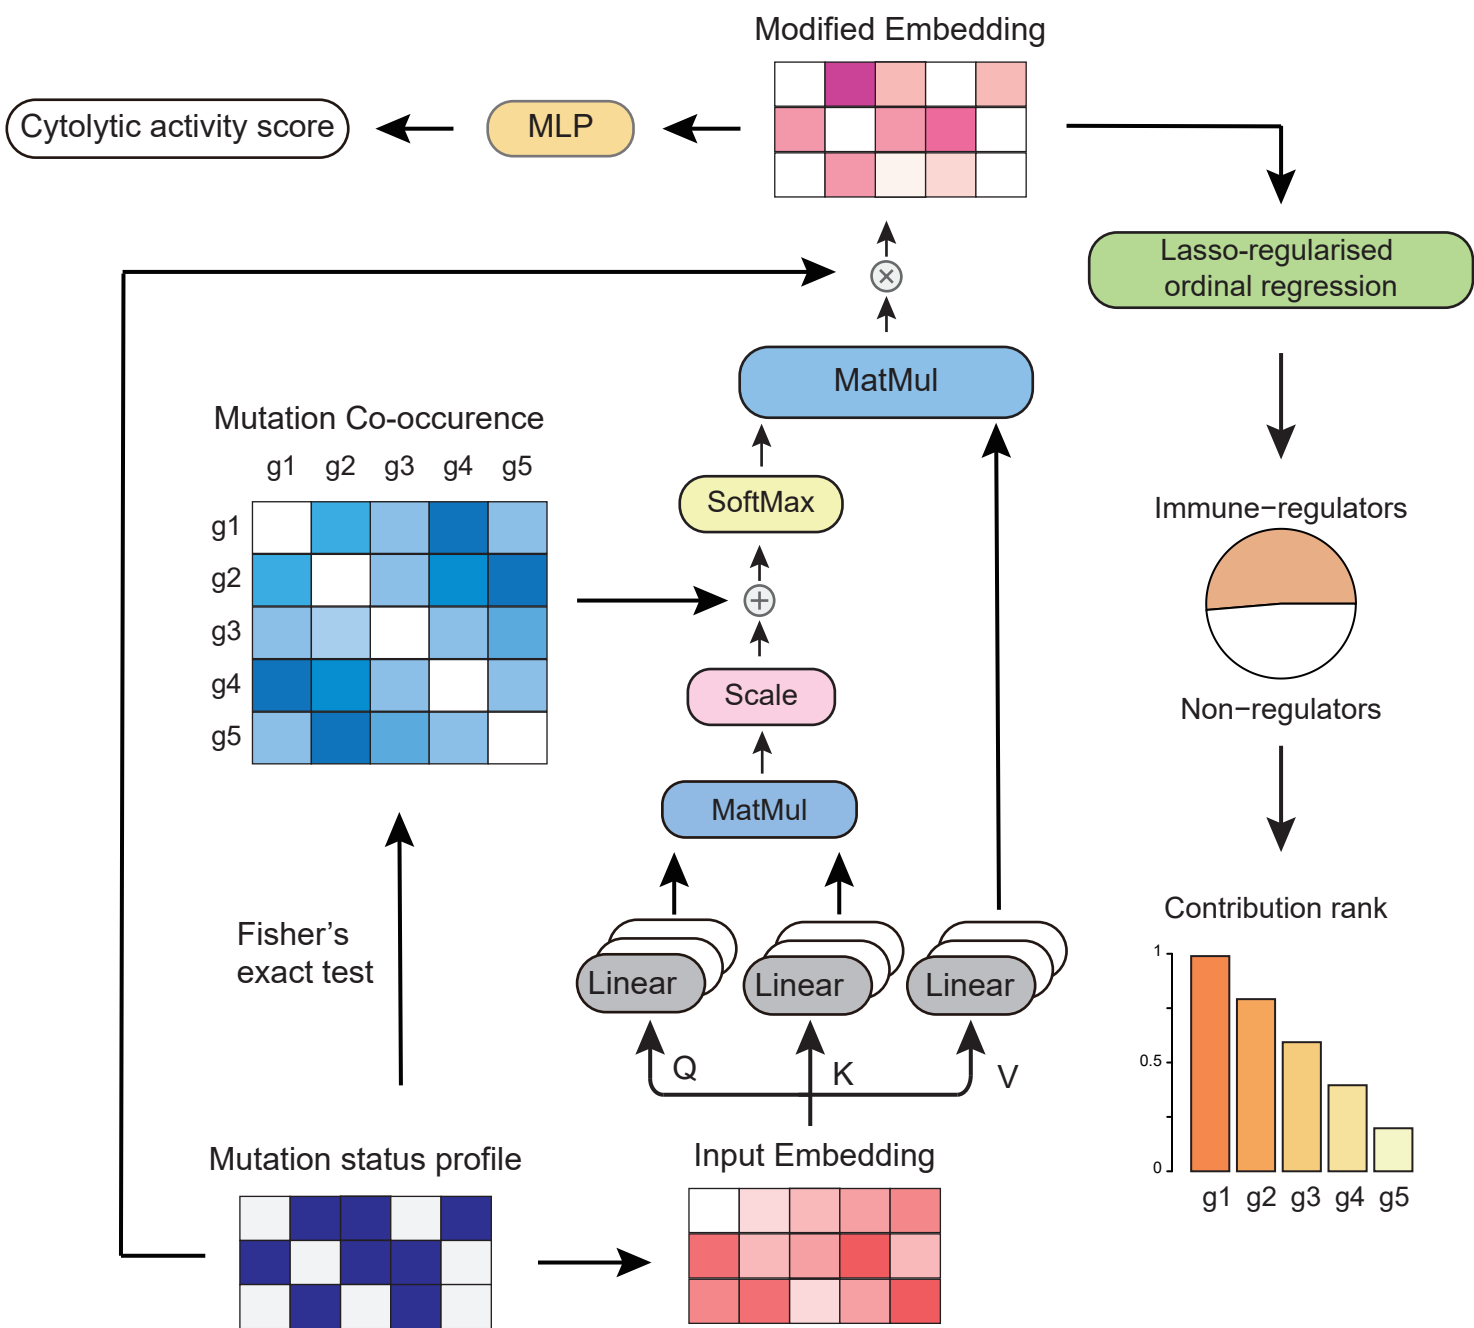 Modified Embedding
Cytolytic activity score
MLP
Lasso-regularised
ordinal regression
MatMul
Mutation Co-occurence
g1 g2 g3 g4 g5
g1
g2
g3
g4
g5
SoftMax
Scale
MatMul
Immune−regulators
Non−regulators
Fisher's
exact test
Linear
Linear
Linear
Q
K
V
Contribution rank
1
0.5
0
g1 g2 g3 g4 g5
Mutation status profile
Input Embedding